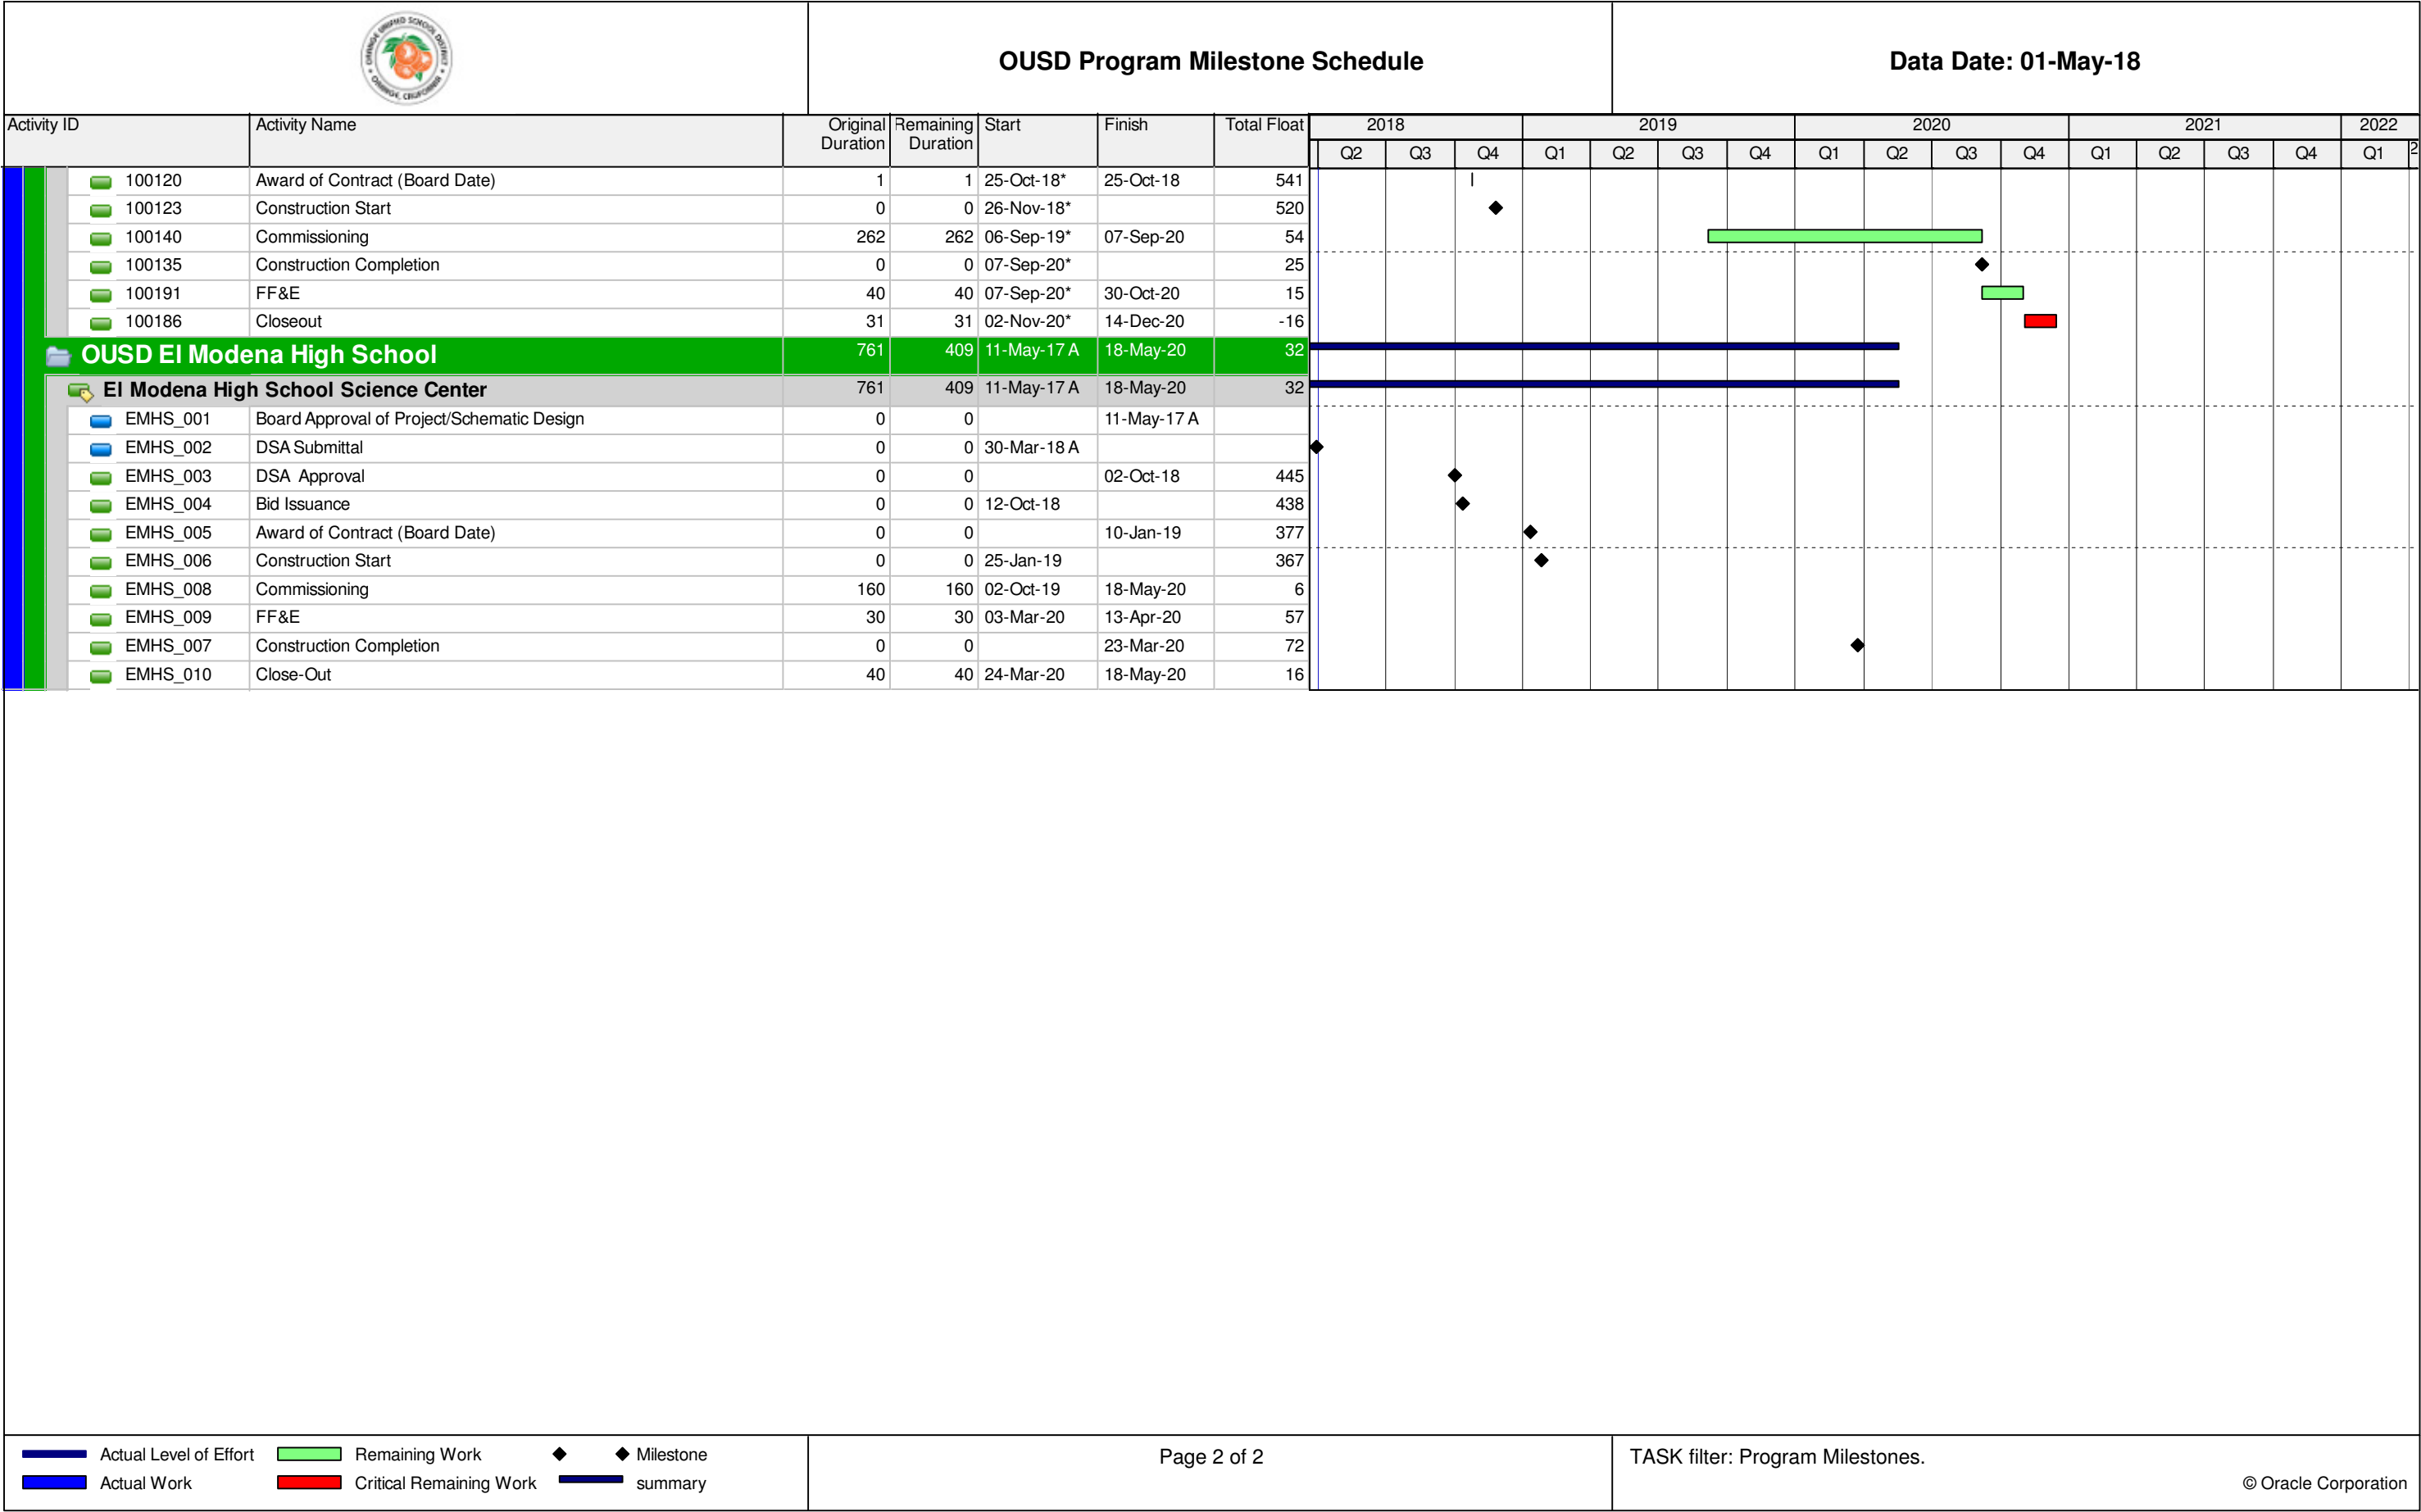 ORANGE UNIFIED SCHOOL DISTRICT
• ORANGE, CALIFORNIA •
OUSD Program Milestone Schedule
Data Date: 01-May-18
Activity ID Activity Name Original Duration Remaining Duration Start Finish Total Float 2018 2019 2020 2021 2022
Q2 Q3 Q4 Q1 Q2 Q3 Q4 Q1 Q2 Q3 Q4 Q1 Q2 Q3 Q4 Q1 2
100120 Award of Contract (Board Date) 1 1 25-Oct-18* 25-Oct-18 541
100123 Construction Start 0 0 26-Nov-18* 520
100140 Commissioning 262 262 06-Sep-19* 07-Sep-20 54
100135 Construction Completion 0 0 07-Sep-20* 25
100191 FF&E 40 40 07-Sep-20* 30-Oct-20 15
100186 Closeout 31 31 02-Nov-20* 14-Dec-20 -16
OUSD El Modena High School 761 409 11-May-17 A 18-May-20 32
El Modena High School Science Center 761 409 11-May-17 A 18-May-20 32
EMHS_001 Board Approval of Project/Schematic Design 0 0 11-May-17 A
EMHS_002 DSA Submittal 0 0 30-Mar-18 A
EMHS_003 DSA Approval 0 0 02-Oct-18 445
EMHS_004 Bid Issuance 0 0 12-Oct-18 438
EMHS_005 Award of Contract (Board Date) 0 0 10-Jan-19 377
EMHS_006 Construction Start 0 0 25-Jan-19 367
EMHS_008 Commissioning 160 160 02-Oct-19 18-May-20 6
EMHS_009 FF&E 30 30 03-Mar-20 13-Apr-20 57
EMHS_007 Construction Completion 0 0 23-Mar-20 72
EMHS_010 Close-Out 40 40 24-Mar-20 18-May-20 16
Actual Level of Effort Remaining Work Milestone
Actual Work Critical Remaining Work summary
Page 2 of 2
TASK filter: Program Milestones.
© Oracle Corporation